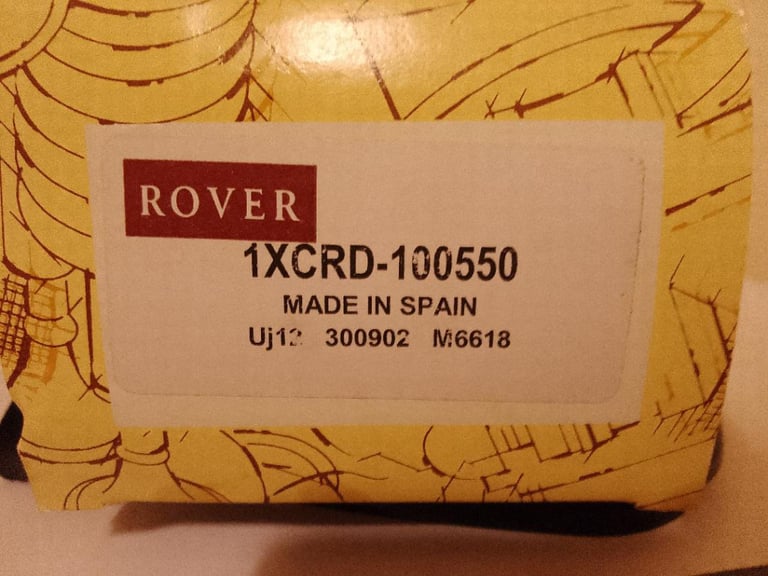 ROVER
1XCRD-100550
MADE IN SPAIN
300902 M6618